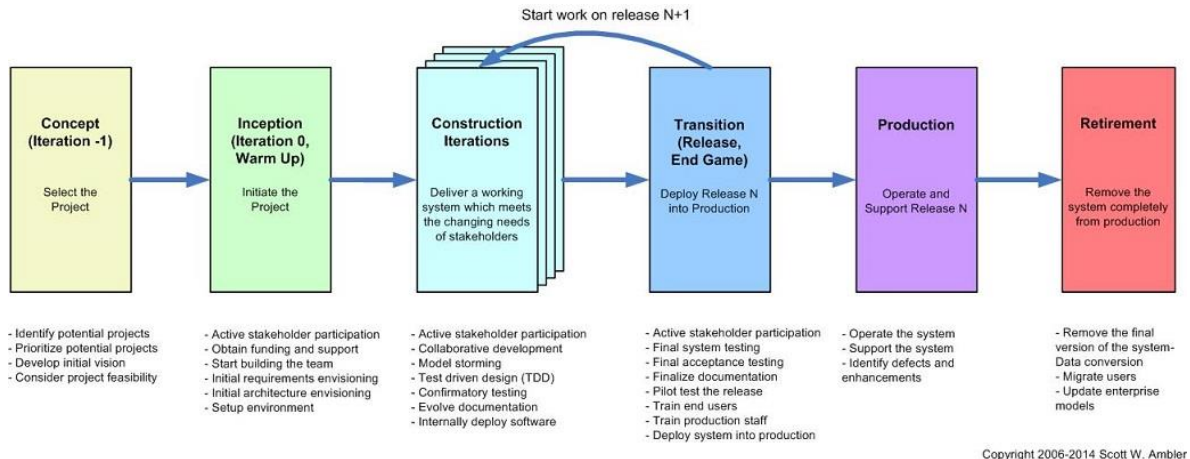 Start work on release N+1
Concept
(Iteration -1)
Select the
Project
Inception
(Iteration 0,
Warm Up)
Initiate the
Project
Construction
Iterations
Deliver a working
system which meets
the changing needs
of stakeholders
Transition
(Release,
End Game)
Deploy Release N
into Production
Production
Operate and
Support Release N
Retirement
Remove the
system completely
from production
- Identify potential projects
- Prioritize potential projects
- Develop initial vision
- Consider project feasibility
- Active stakeholder participation
- Obtain funding and support
- Start building the team
- Initial requirements envisioning
- Initial architecture envisioning
- Setup environment
- Active stakeholder participation
- Collaborative development
- Model storming
- Test driven design (TDD)
- Confirmatory testing
- Evolve documentation
- Internally deploy software
- Active stakeholder participation
- Final system testing
- Final acceptance testing
- Finalize documentation
- Pilot test the release
- Train end users
- Train production staff
- Deploy system into production
- Operate the system
- Support the system
- Identify defects and
enhancements
- Remove the final
version of the system-
Data conversion
- Migrate users
- Update enterprise
models
Copyright 2006-2014 Scott W. Ambler